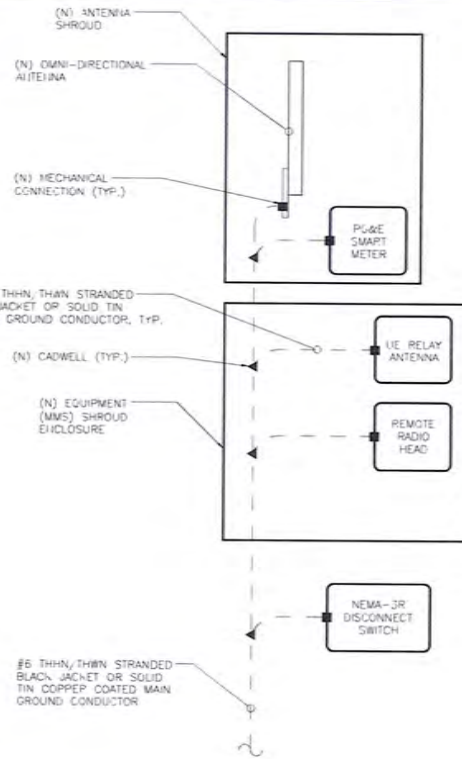 (N) ANTENNA
SHROUD
(N) OMNI-DIRECTIONAL
ANTENNA
(N) MECHANICAL
CONNECTION (TYP.)
PG&E
SMART
METER
THHN/THWN STRANDED
JACKET OR SOLID TIN
GROUND CONDUCTOR, TYP.
UE RELAY
ANTENNA
(N) CADWELL (TYP.)
(N) EQUIPMENT
(MMS) SHROUD
ENCLOSURE
REMOTE
RADIO
HEAD
NEMA-3R
DISCONNECT
SWITCH
#6 THHN/THWN STRANDED
BLACK JACKET OR SOLID
TIN COPPER COATED MAIN
GROUND CONDUCTOR